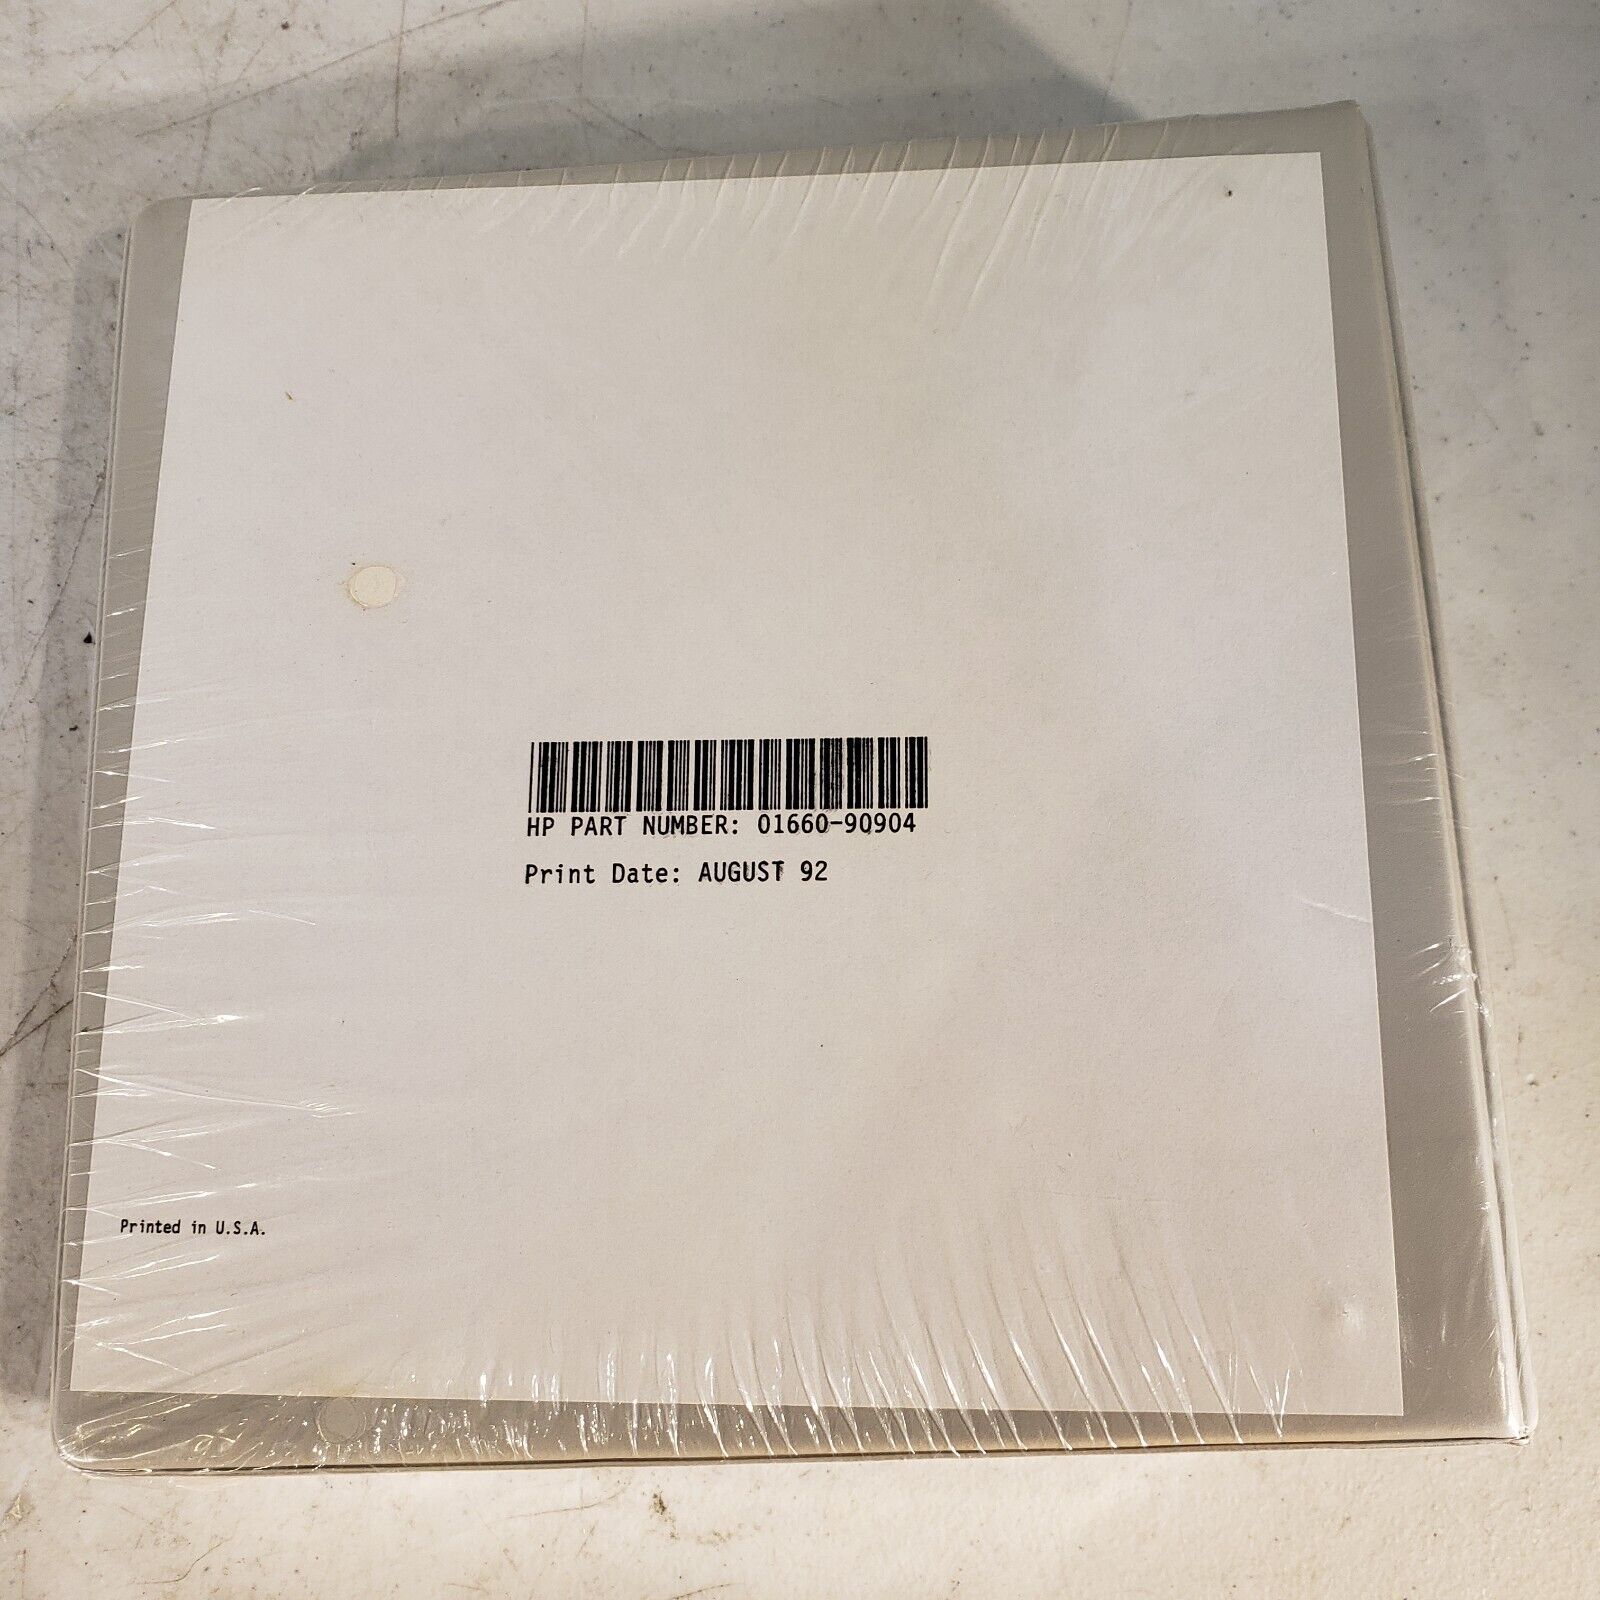 HP PART NUMBER: 01660-90904
Print Date: AUGUST 92
Printed in U.S.A.